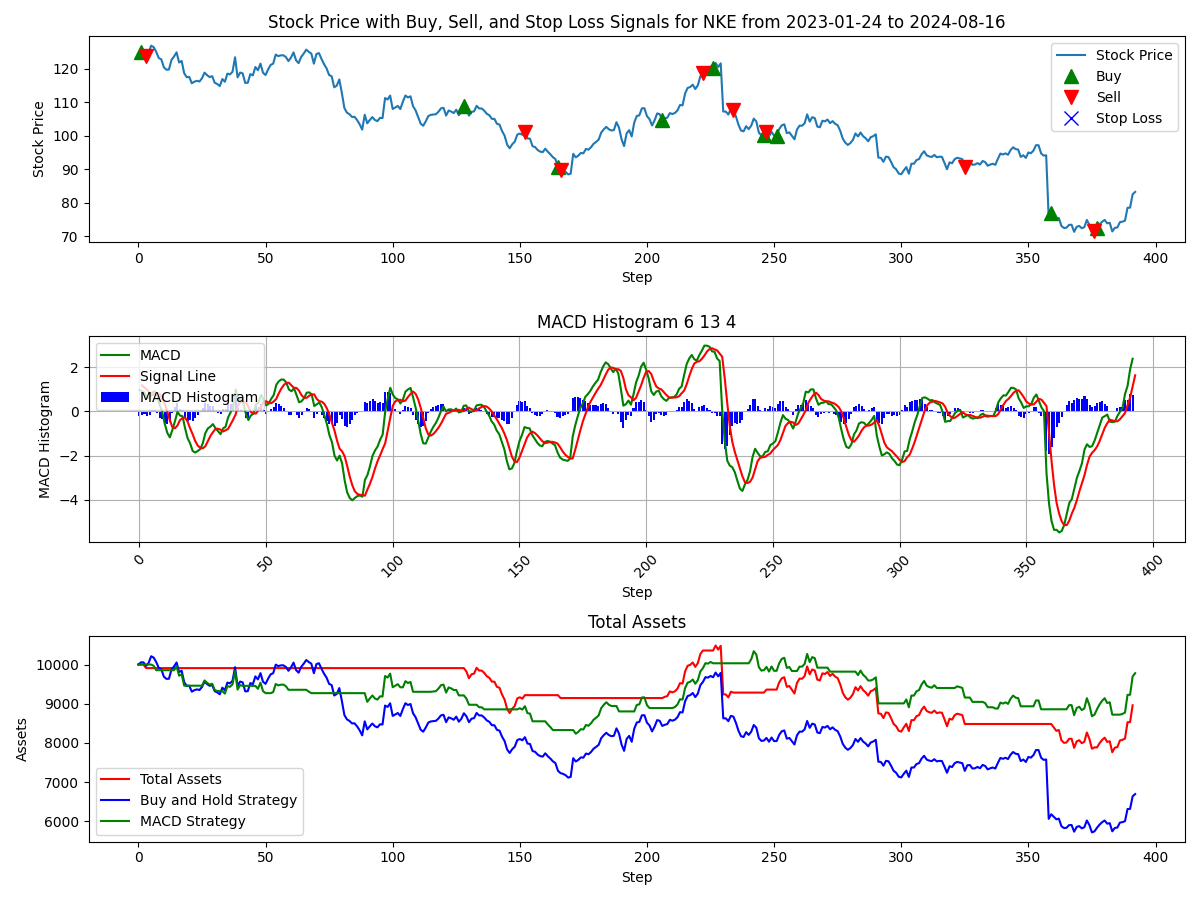 Stock Price with Buy, Sell, and Stop Loss Signals for NKE from 2023-01-24 to 2024-08-16
Stock Price
120
110
100
90
80
70
Stock Price
Buy
Sell
Stop Loss
0 50 100 150 200 250 300 350 400
Step
MACD Histogram 6 13 4
MACD Histogram
2
0
−2
−4
MACD
Signal Line
MACD Histogram
0 50 100 150 200 250 300 350 400
Step
Total Assets
Assets
10000
9000
8000
7000
6000
Total Assets
Buy and Hold Strategy
MACD Strategy
0 50 100 150 200 250 300 350 400
Step